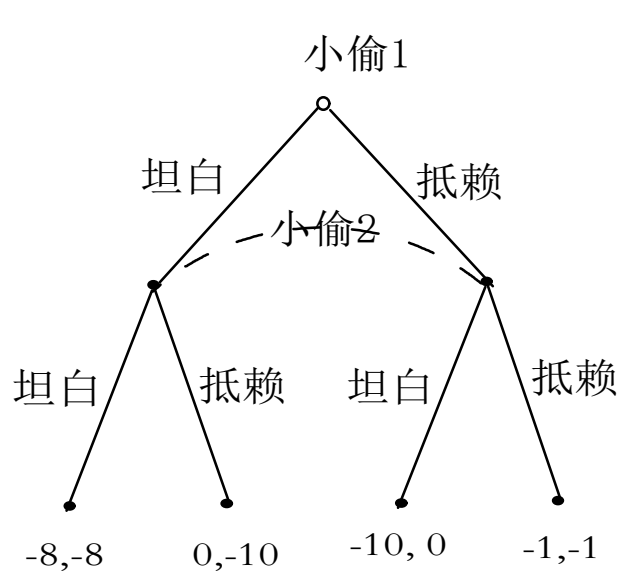 小偷1
坦白 抵赖
小偷2
坦白 抵赖 坦白 抵赖
-8,-8 0,-10 -10, 0 -1,-1